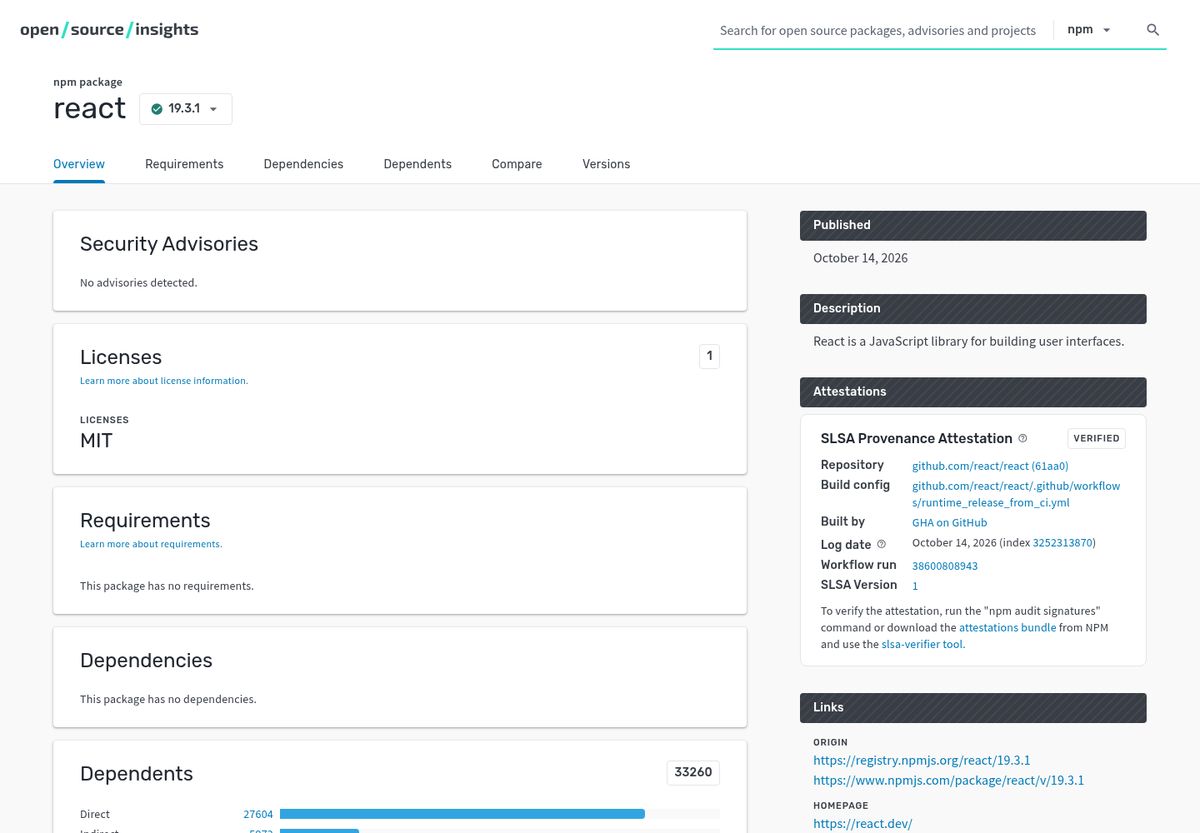 open/source/insights
Search for open source packages, advisories and projects
npm
npm package
react
19.3.1
Overview
Requirements
Dependencies
Dependents
Compare
Versions
Security Advisories
No advisories detected.
Licenses
1
Learn more about license information.
LICENSES
MIT
Requirements
Learn more about requirements.
This package has no requirements.
Dependencies
This package has no dependencies.
Dependents
33260
Direct
27604
Published
October 14, 2026
Description
React is a JavaScript library for building user interfaces.
Attestations
SLSA Provenance Attestation
VERIFIED
Repository
github.com/react/react (61aa0)
Build config
github.com/react/react/.github/workflow
s/runtime_release_from_ci.yml
Built by
GHA on GitHub
Log date
October 14, 2026 (index 3252313870)
Workflow run
38600808943
SLSA Version
1
To verify the attestation, run the "npm audit signatures"
command or download the attestations bundle from NPM
and use the slsa-verifier tool.
Links
ORIGIN
https://registry.npmjs.org/react/19.3.1
https://www.npmjs.com/package/react/v/19.3.1
HOMEPAGE
https://react.dev/